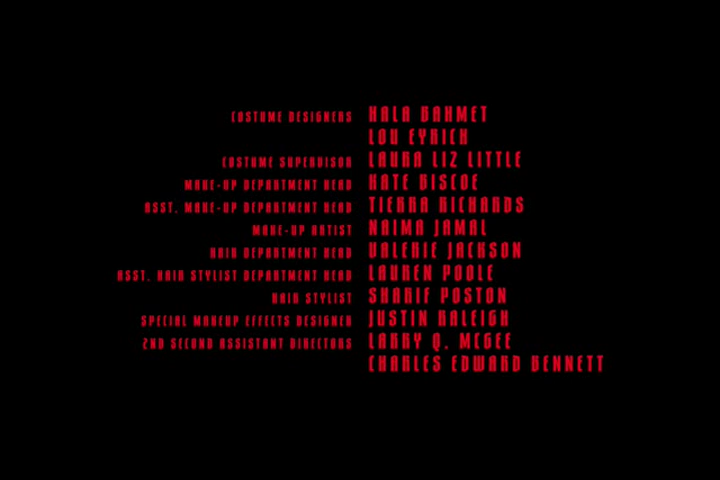 COSTUME DESIGNERS HALA BAHMET
LOU EYRICH
COSTUME SUPERVISOR LAURA LIZ LITTLE
MAKE-UP DEPARTMENT HEAD KATE BISCOE
ASST. MAKE-UP DEPARTMENT HEAD TIERRA RICHARDS
MAKE-UP ARTIST NAIMA JAMAL
HAIR DEPARTMENT HEAD VALERIE JACKSON
ASST. HAIR STYLIST DEPARTMENT HEAD LAUREN POOLE
HAIR STYLIST SHARIF POSTON
SPECIAL MAKEUP EFFECTS DESIGNER JUSTIN RALEIGH
2ND SECOND ASSISTANT DIRECTORS LARRY Q. MCGEE
CHARLES EDWARD BENNETT